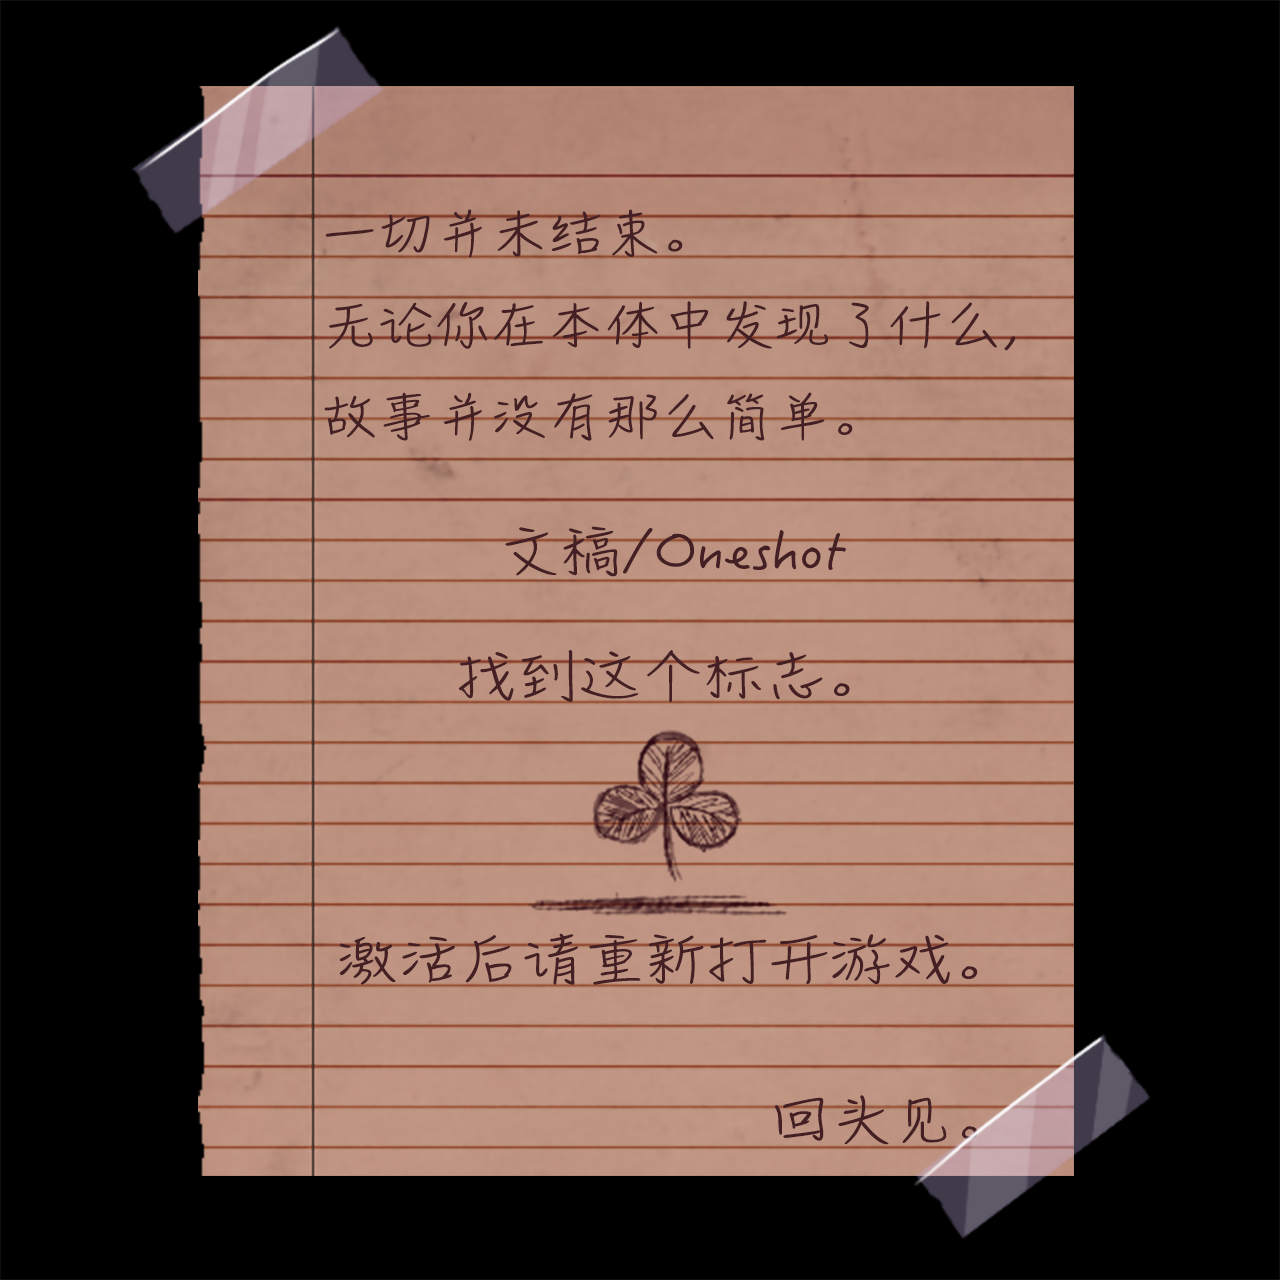 一切并未结束。
无论你在本体中发现了什么，
故事并没有那么简单。
文稿/Oneshot
找到这个标志。
激活后请重新打开游戏。
回头见。